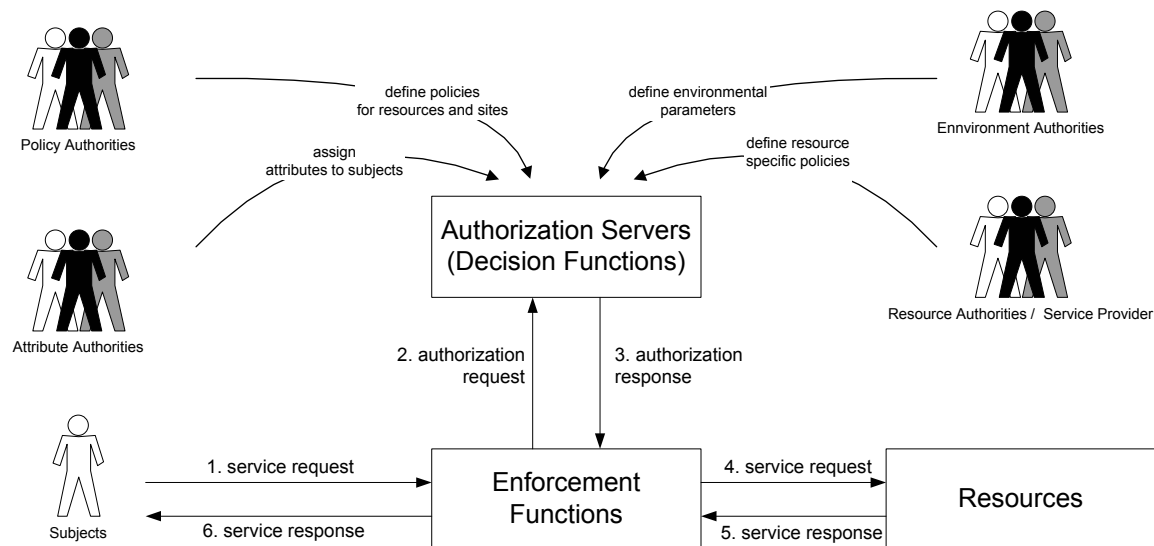 define policies
for resources and sites
define environmental
parameters
Policy Authorities
Ennvironment Authorities
assign
attributes to subjects
define resource
specific policies
Authorization Servers
(Decision Functions)
Attribute Authorities
Resource Authorities / Service Provider
2. authorization
request
3. authorization
response
1. service request
Enforcement
Functions
4. service request
Resources
6. service response
5. service response
Subjects